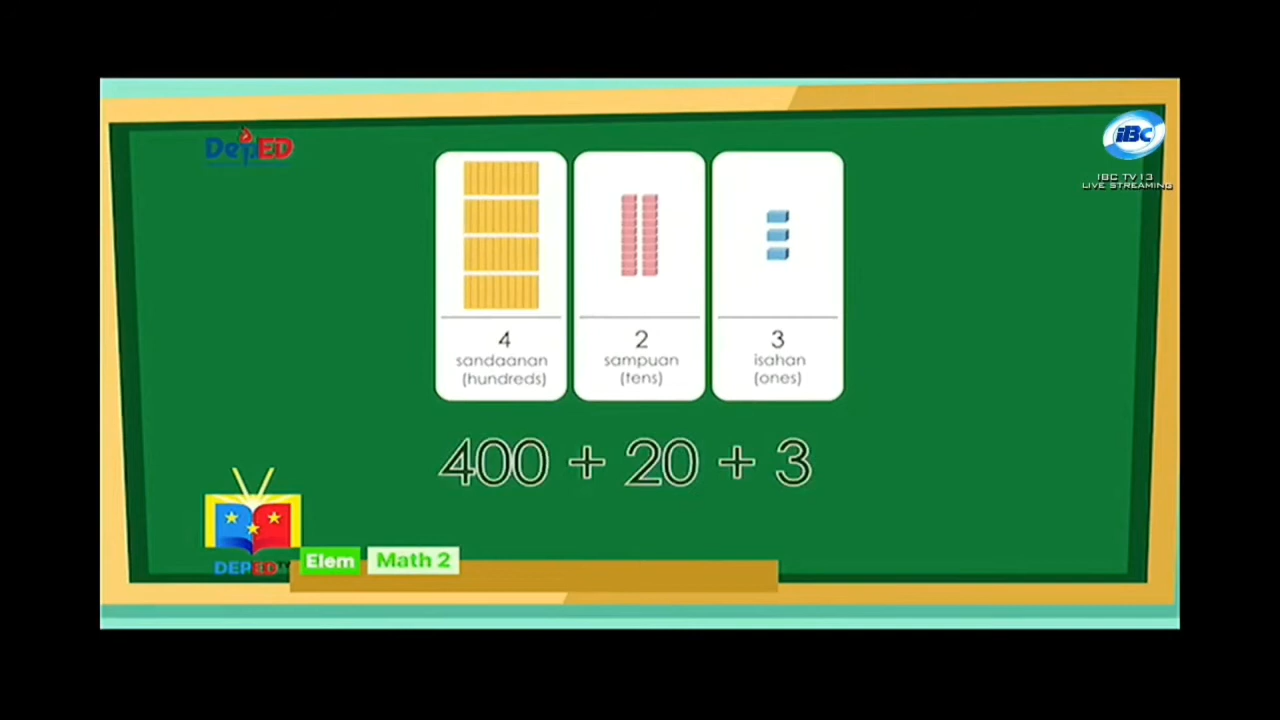 DepED
iBC
IBC TV 13
LIVE STREAMING
4
sandaanan
(hundreds)
2
sampuan
(tens)
3
isahan
(ones)
400 + 20 + 3
DEPED TV
Elem
Math 2